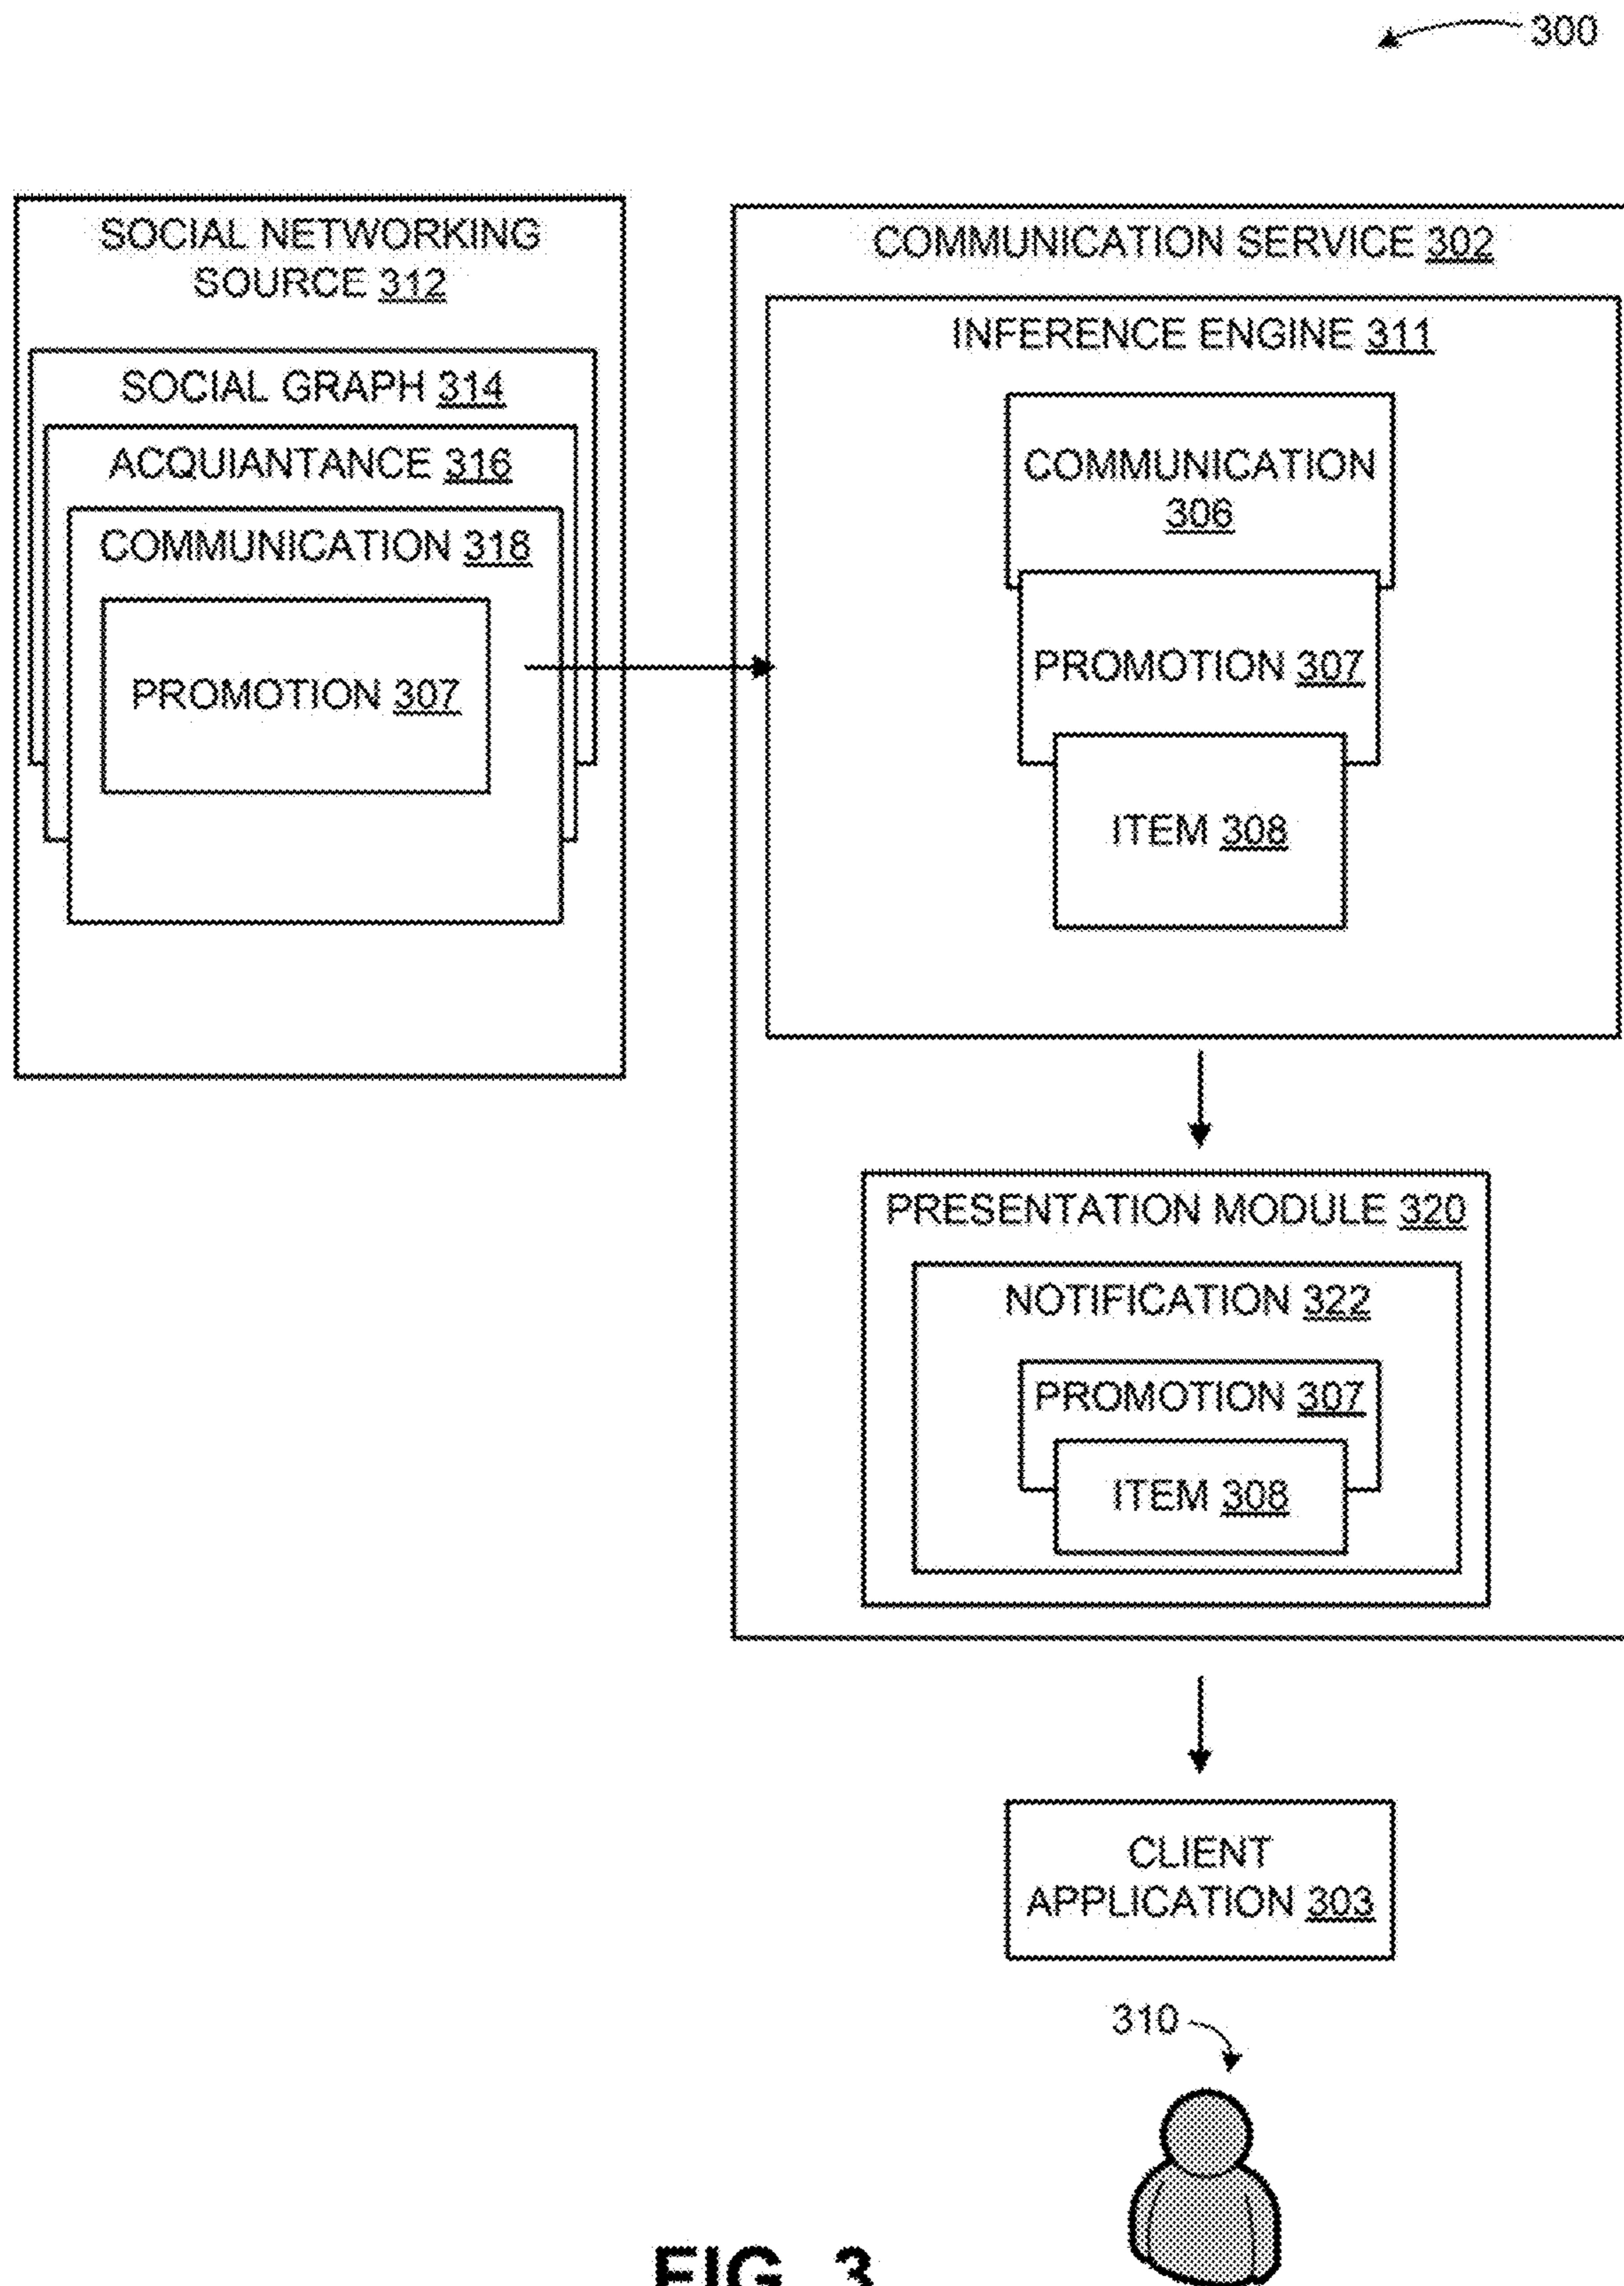 300
SOCIAL NETWORKING
SOURCE 312
SOCIAL GRAPH 314
ACQUIANTANCE 316
COMMUNICATION 318
PROMOTION 307
COMMUNICATION SERVICE 302
INFERENCE ENGINE 311
COMMUNICATION
306
PROMOTION 307
ITEM 308
PRESENTATION MODULE 320
NOTIFICATION 322
PROMOTION 307
ITEM 308
CLIENT
APPLICATION 303
310
FIG. 3